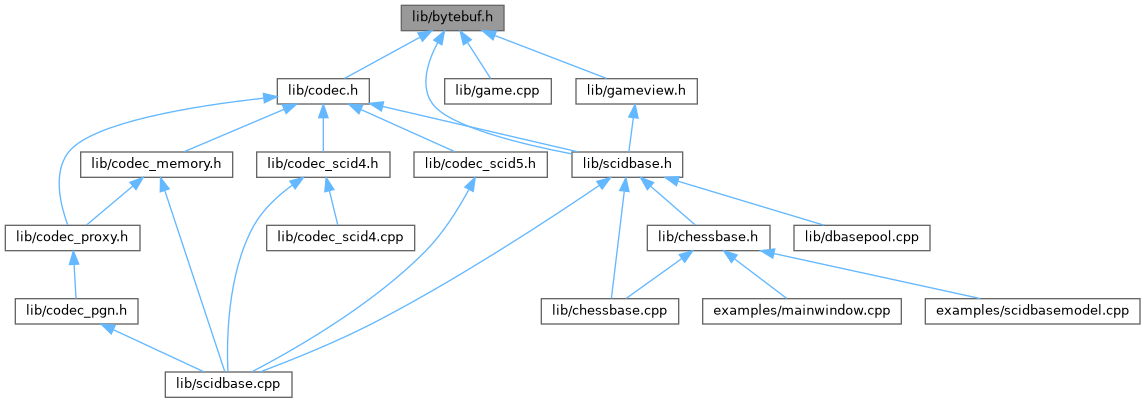 lib/bytebuf.h
lib/codec.h
lib/game.cpp
lib/gameview.h
lib/codec_memory.h
lib/codec_scid4.h
lib/codec_scid5.h
lib/scidbase.h
lib/codec_proxy.h
lib/codec_scid4.cpp
lib/chessbase.h
lib/dbasepool.cpp
lib/codec_pgn.h
lib/chessbase.cpp
examples/mainwindow.cpp
examples/scidbasemodel.cpp
lib/scidbase.cpp